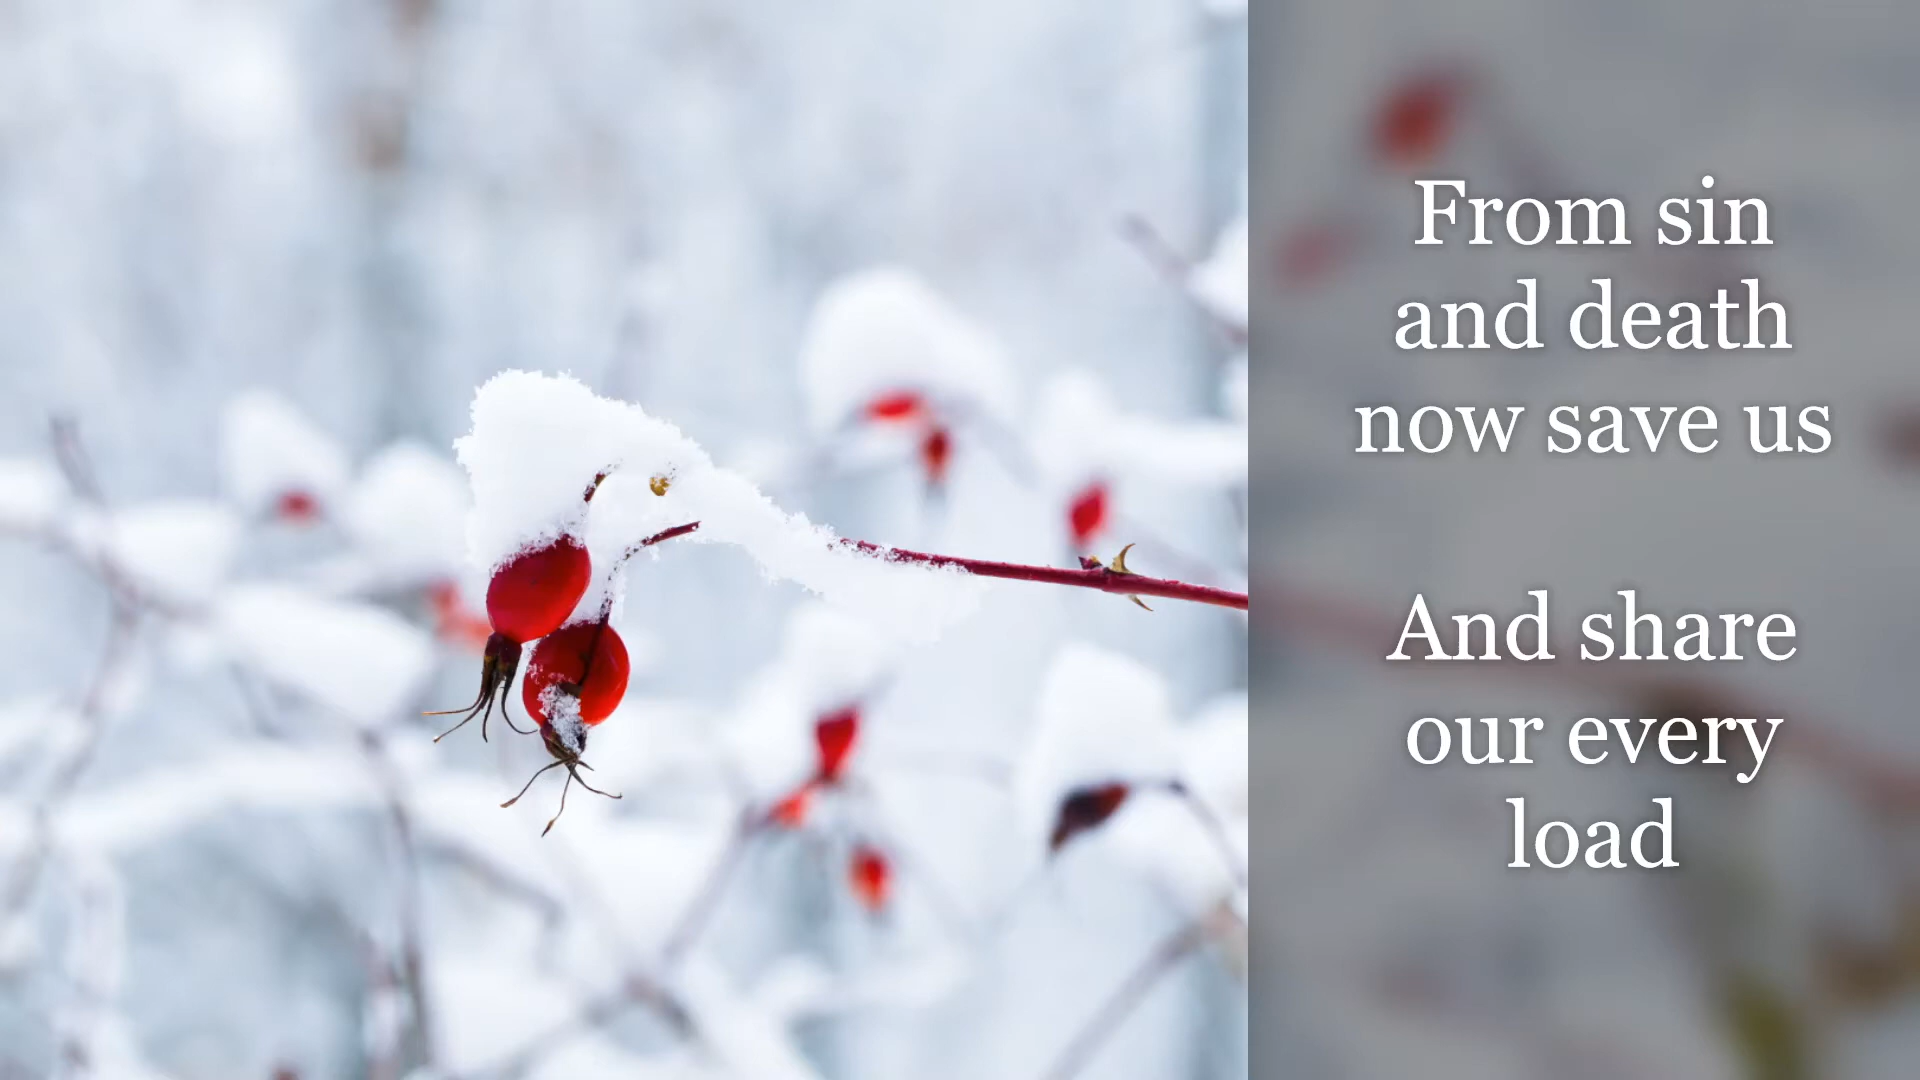 From sin
and death
now save us
And share
our every
load